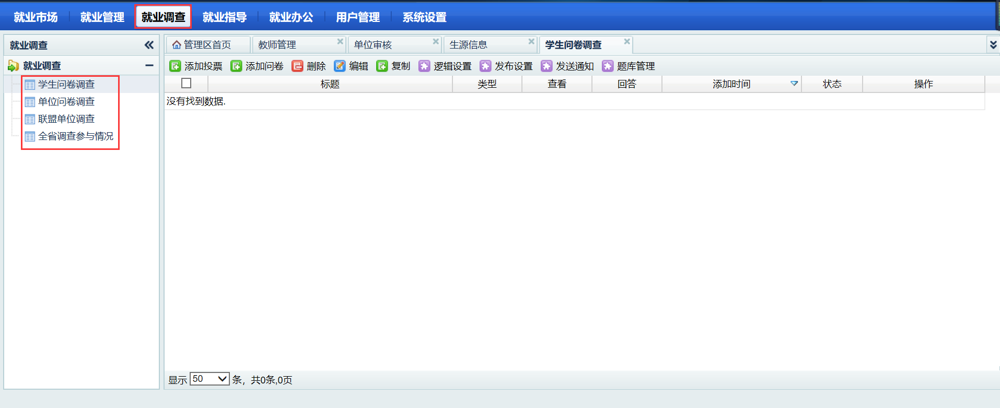 就业市场 就业管理 就业调查 就业指导 就业办公 用户管理 系统设置
就业调查
管理区首页 教师管理 单位审核 生源信息 学生问卷调查
就业调查
添加投票 添加问卷 删除 编辑 复制 逻辑设置 发布设置 发送通知 题库管理
学生问卷调查
单位问卷调查
联盟单位调查
全省调查参与情况
标题 类型 查看 回答 添加时间 状态 操作
没有找到数据.
显示 50 条，共0条,0页